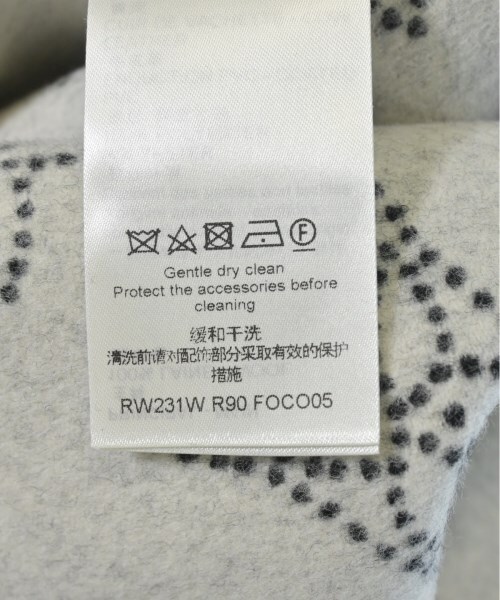 F
Gentle dry clean
Protect the accessories before
cleaning
缓和干洗
清洗前请对配饰部分采取有效的保护
措施
RW231W R90 FOCO05